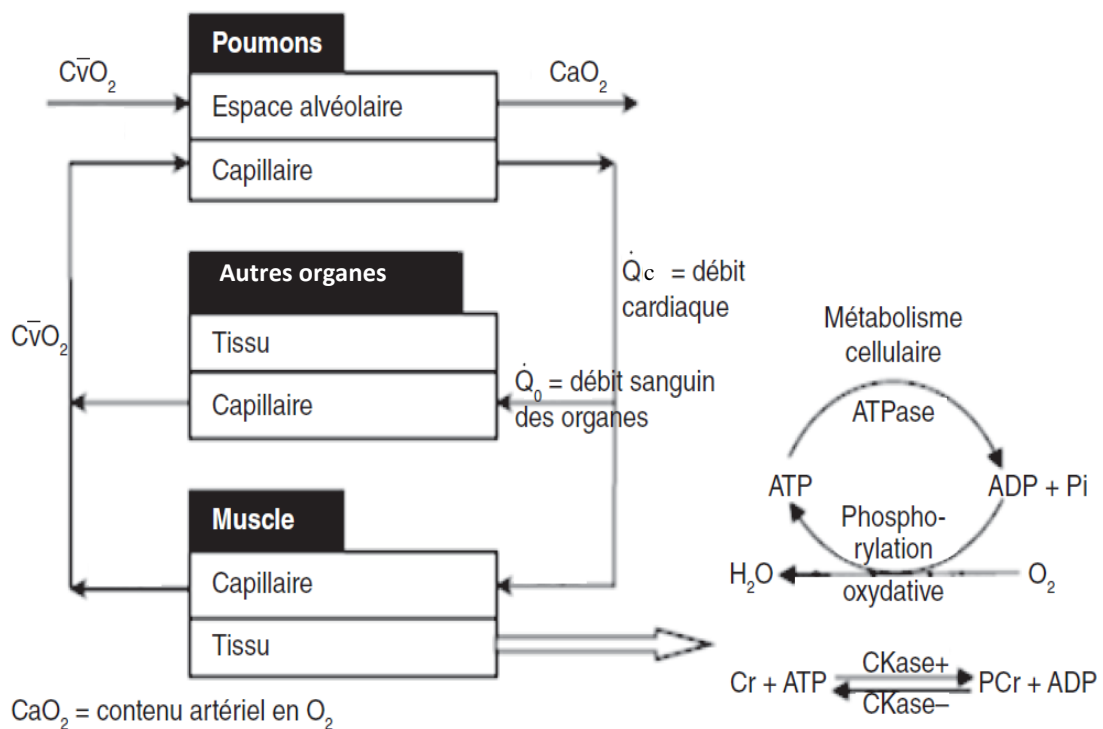 Poumons
Cv̄O₂
CaO₂
Espace alvéolaire
Capillaire
Autres organes
Q̇c = débit
cardiaque
Cv̄O₂
Tissu
Q̇₀ = débit sanguin
des organes
Capillaire
Métabolisme
cellulaire
ATPase
ATP
ADP + Pi
Muscle
Phospho-
rylation
oxydative
H₂O
O₂
Capillaire
Tissu
Cr + ATP
CKase+
CKase–
PCr + ADP
CaO₂ = contenu artériel en O₂